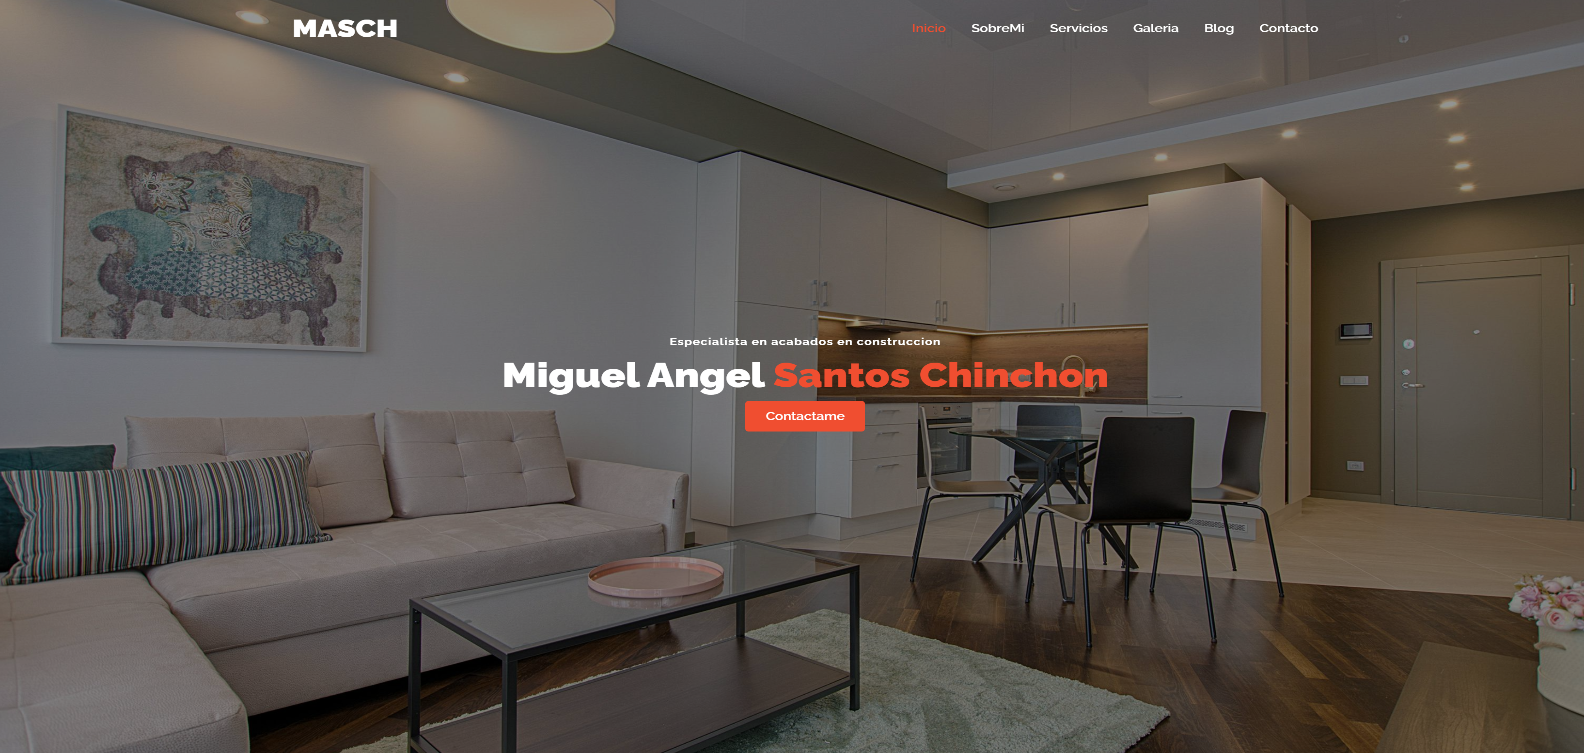 MASCH
Inicio SobreMi Servicios Galeria Blog Contacto
Especialista en acabados en construccion
Miguel Angel Santos Chinchon
Contactame